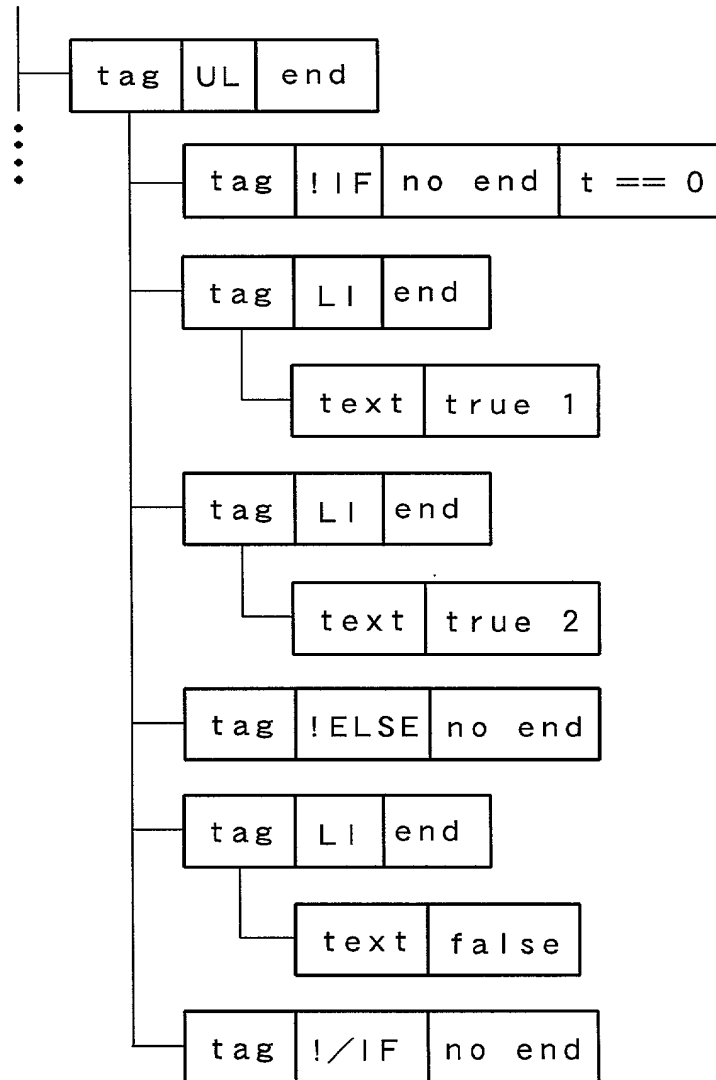 tag UL end
tag !IF no end t == 0
tag LI end
text true 1
tag LI end
text true 2
tag !ELSE no end
tag LI end
text false
tag !/IF no end